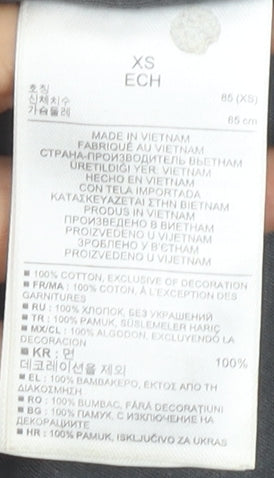 XS
ECH
호칭 85 (XS)
신체치수
가슴둘레 85 cm
MADE IN VIETNAM
FABRIQUÉ AU VIETNAM
СТРАНА-ПРОИЗВОДИТЕЛЬ ВЬЕТНАМ
ÜRETILDIĞI YER: VIETNAM
HECHO EN VIETNAM
CON TELA IMPORTADA
ΚΑΤΑΣΚΕΥΑΖΕΤΑΙ ΣΤΗΝ ΒΙΕΤΝΑΜ
PRODUS IN VIETNAM
ПРОИЗВЕДЕНО В ВИЕТНАМ
PROIZVEDENO U VIJETNAM
ЗРОБЛЕНО У В'ЄТНАМ
PROIZVEDENO U VIJETNAM
■ 100% COTTON, EXCLUSIVE OF DECORATION
■ FR/MA : 100% COTON, À L'EXCEPTION DES
GARNITURES
■ RU : 100% ХЛОПОК, БЕЗ УКРАШЕНИЙ
■ TR : 100% PAMUK, SÜSLEMELER HARIÇ
■ MX/CL : 100% ALGODON, EXCLUYENDO LA
DECORACION
■ KR : 면 100%
데코레이션을 제외
■ EL : 100% ΒΑΜΒΑΚΕΡΟ, ΕΚΤΟΣ ΑΠΟ ΤΗ
ΔΙΑΚΟΣΜΗΣΗ
■ RO : 100% BUMBAC, FĂRĂ DECORAȚIUNI
■ BG : 100% ПАМУК, С ИЗКЛЮЧЕНИЕ НА
ДЕКОРАЦИИТЕ
■ HR : 100% PAMUK, ISKLJUČIVO ZA UKRAS